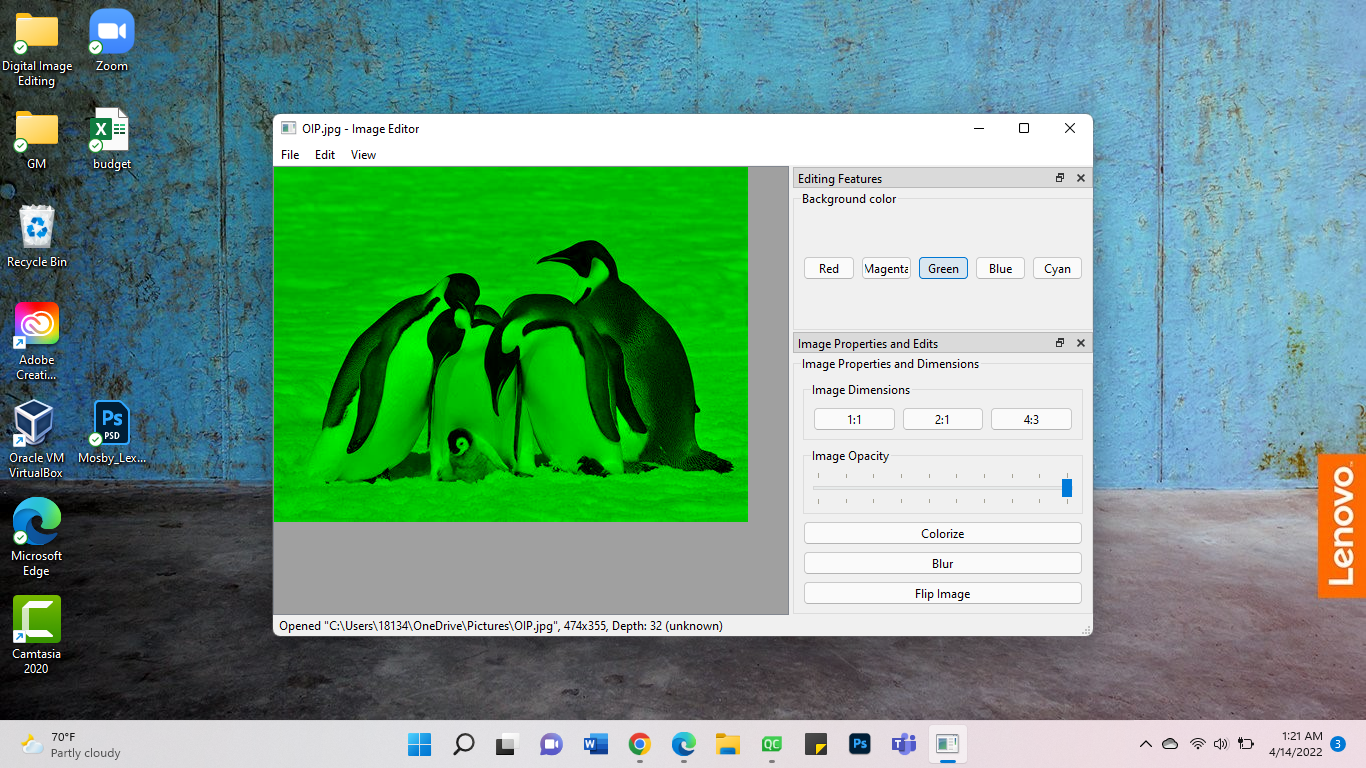 Digital Image
Editing
Zoom
GM
budget
Recycle Bin
Adobe
Creati...
Oracle VM
VirtualBox
Ps
PSD
Mosby_Lex...
Microsoft
Edge
Camtasia
2020
OIP.jpg - Image Editor
File Edit View
Editing Features
Background color
Red Magenta Green Blue Cyan
Image Properties and Edits
Image Properties and Dimensions
Image Dimensions
1:1 2:1 4:3
Image Opacity
Colorize
Blur
Flip Image
Opened "C:\Users\18134\OneDrive\Pictures\OIP.jpg", 474x355, Depth: 32 (unknown)
Lenovo
70°F
Partly cloudy
QC
Ps
1:21 AM
4/14/2022
3